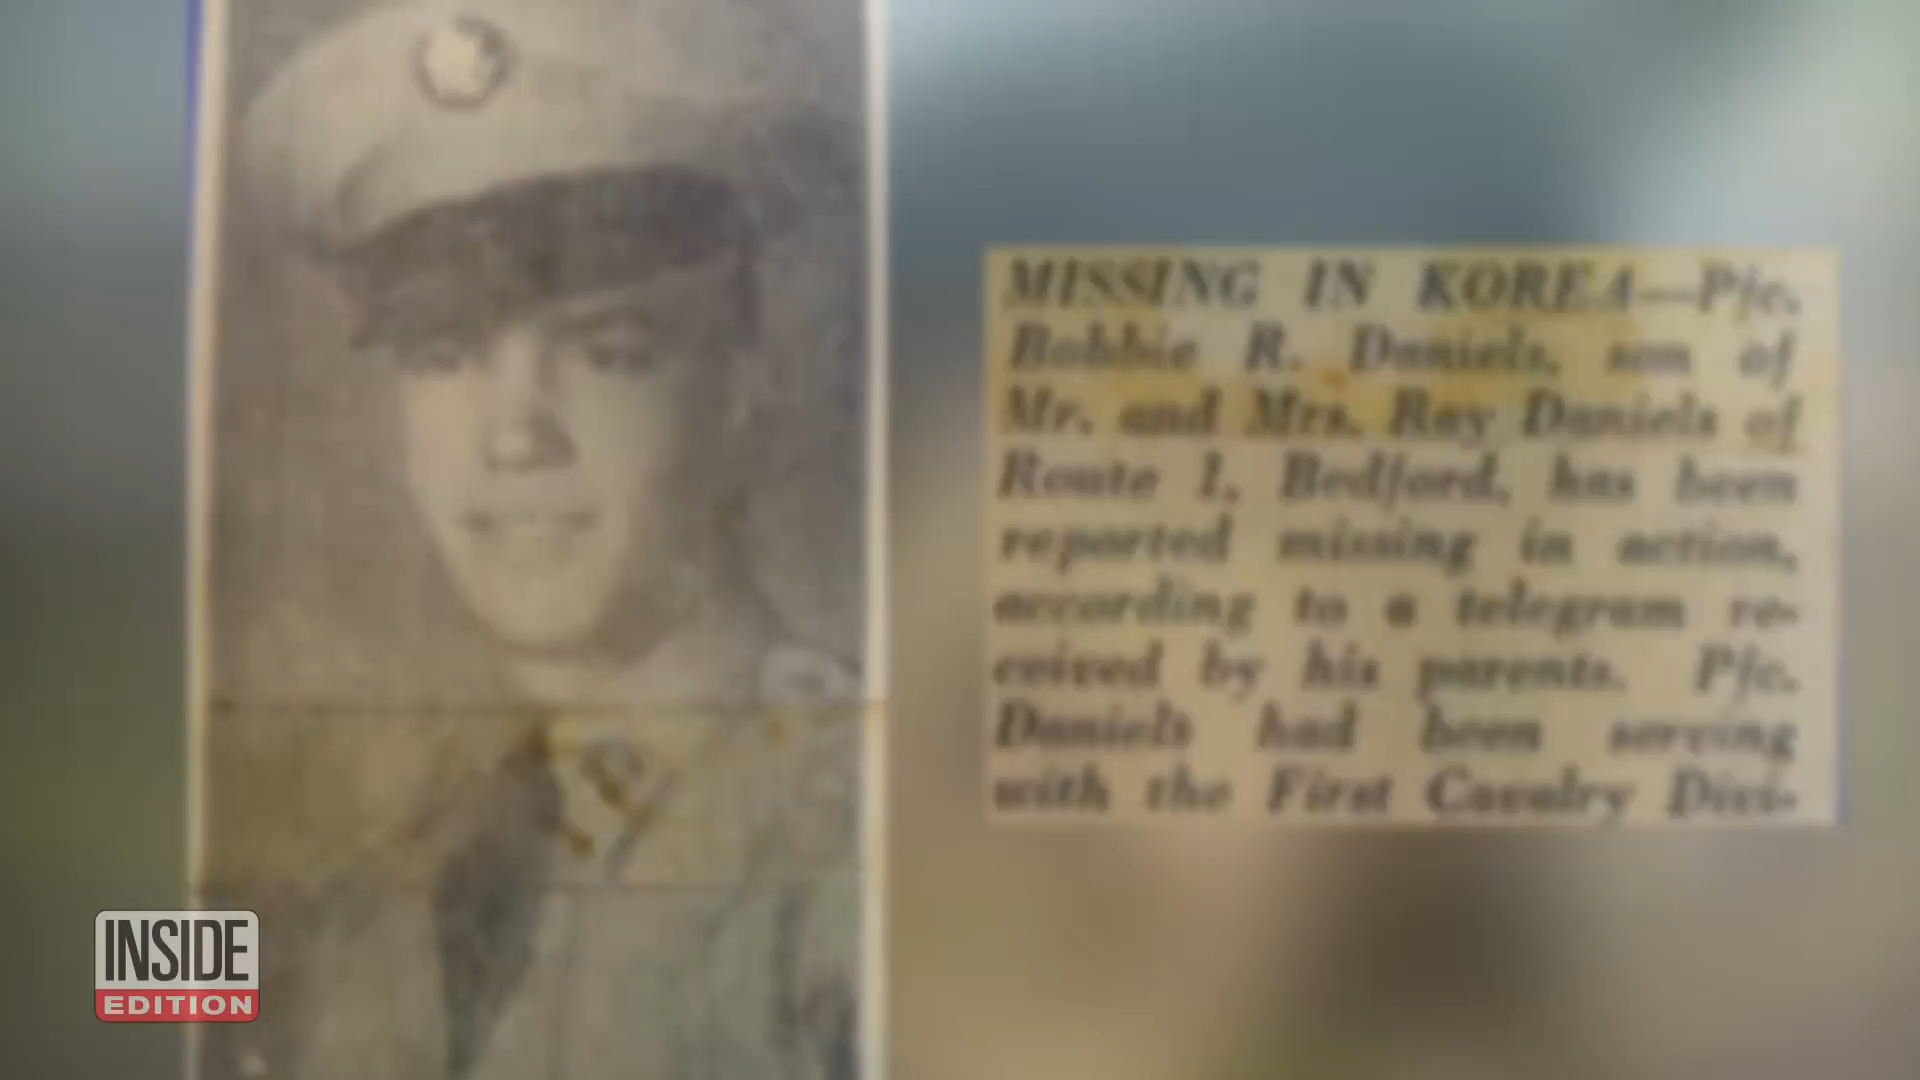 MISSING IN KOREA—Pfc.
Bobbie R. Daniels, son of
Mr. and Mrs. Ray Daniels of
Route 1, Bedford, has been
reported missing in action,
according to a telegram re-
ceived by his parents. Pfc.
Daniels had been serving
with the First Cavalry Divi-
INSIDE
EDITION